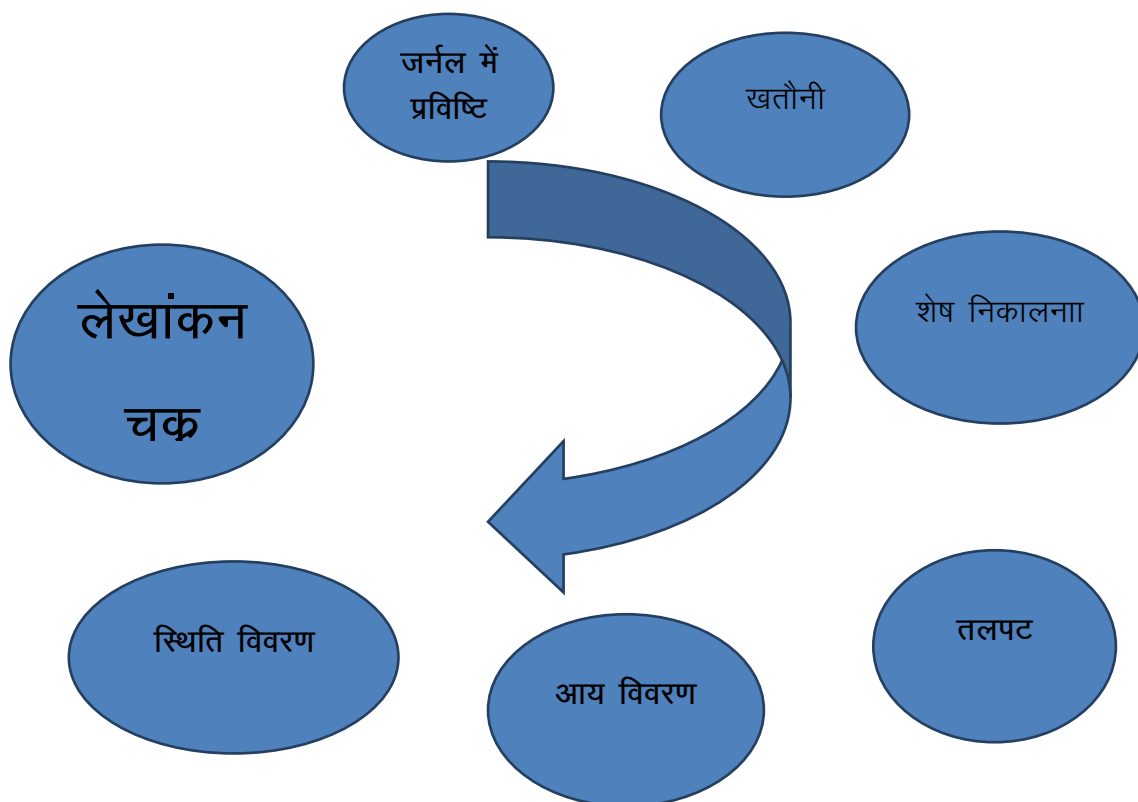 जर्नल में
प्रविष्टि
खतौनी
शेष निकालनाा
तलपट
आय विवरण
स्थिति विवरण
लेखांकन
चक्र